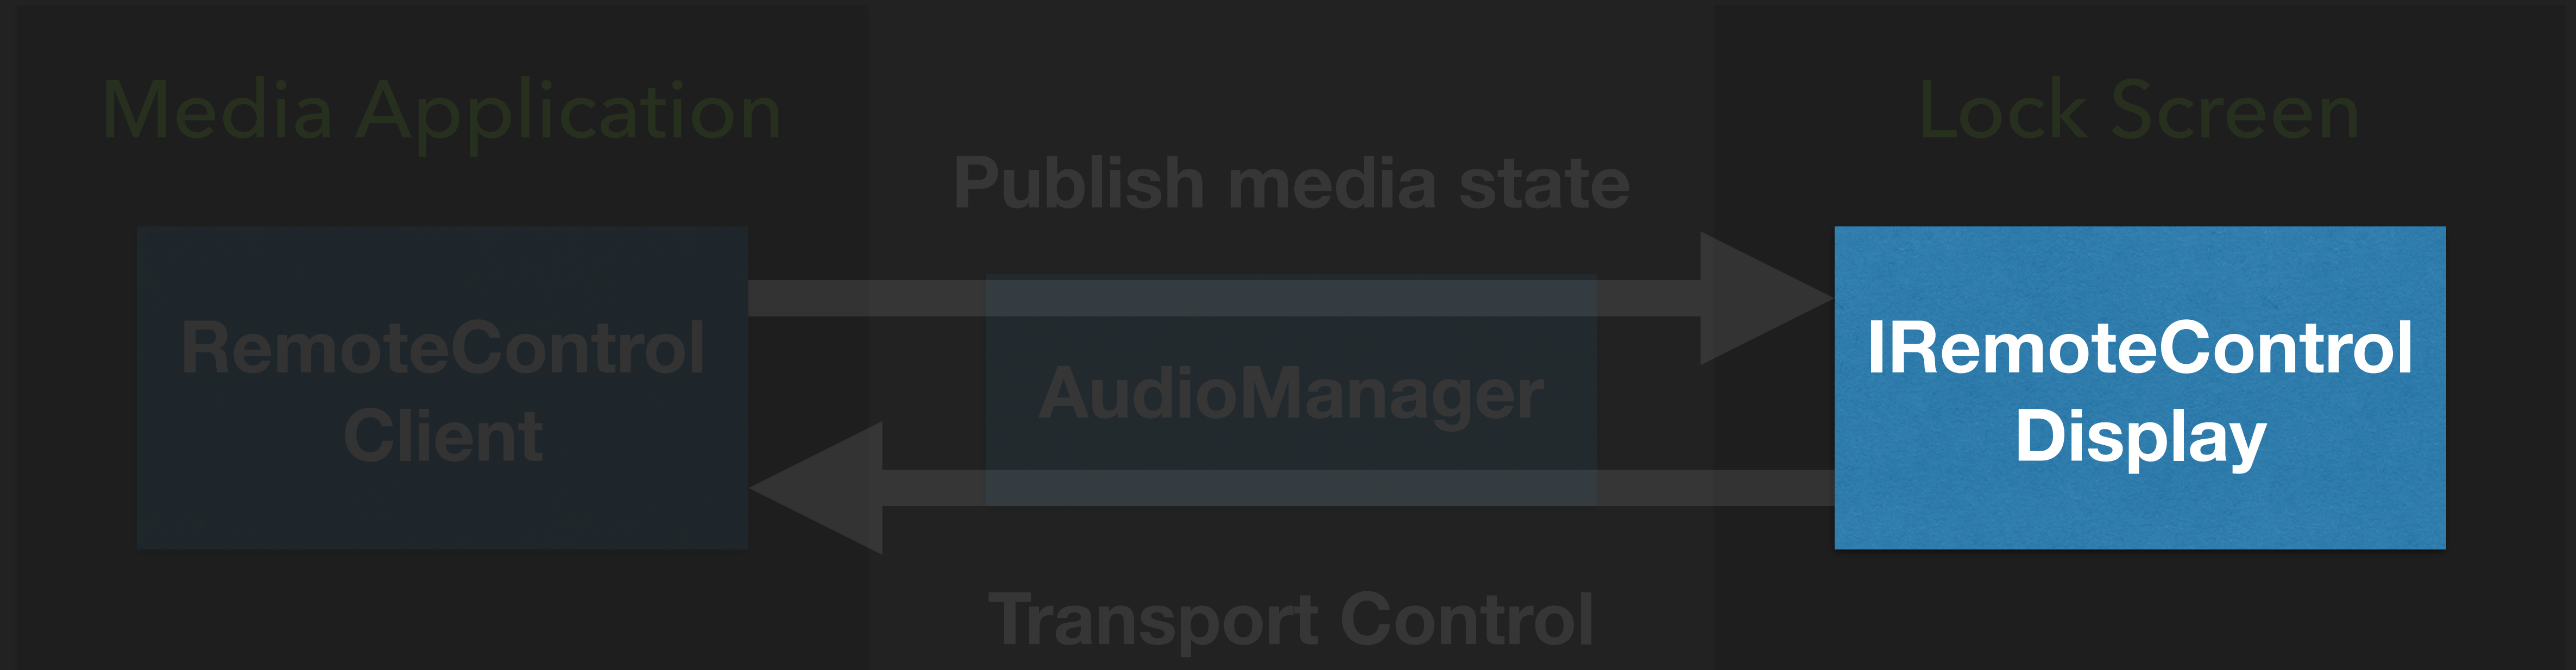 Media Application
Lock Screen
Publish media state
RemoteControl
Client
AudioManager
IRemoteControl
Display
Transport Control